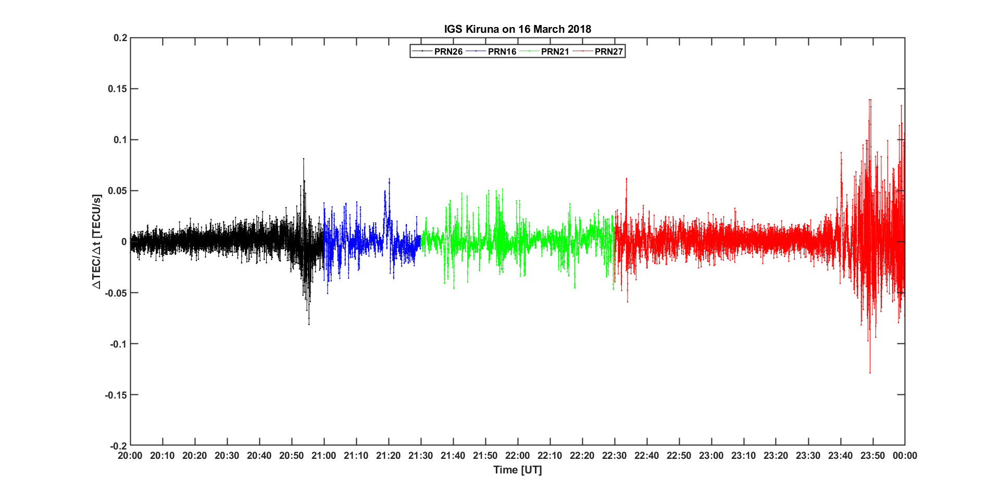 IGS Kiruna on 16 March 2018
PRN26 PRN16 PRN21 PRN27
0.2
0.15
0.1
0.05
0
-0.05
-0.1
-0.15
-0.2
△TEC/△t [TECU/s]
20:00 20:10 20:20 20:30 20:40 20:50 21:00 21:10 21:20 21:30 21:40 21:50 22:00 22:10 22:20 22:30 22:40 22:50 23:00 23:10 23:20 23:30 23:40 23:50 00:00
Time [UT]